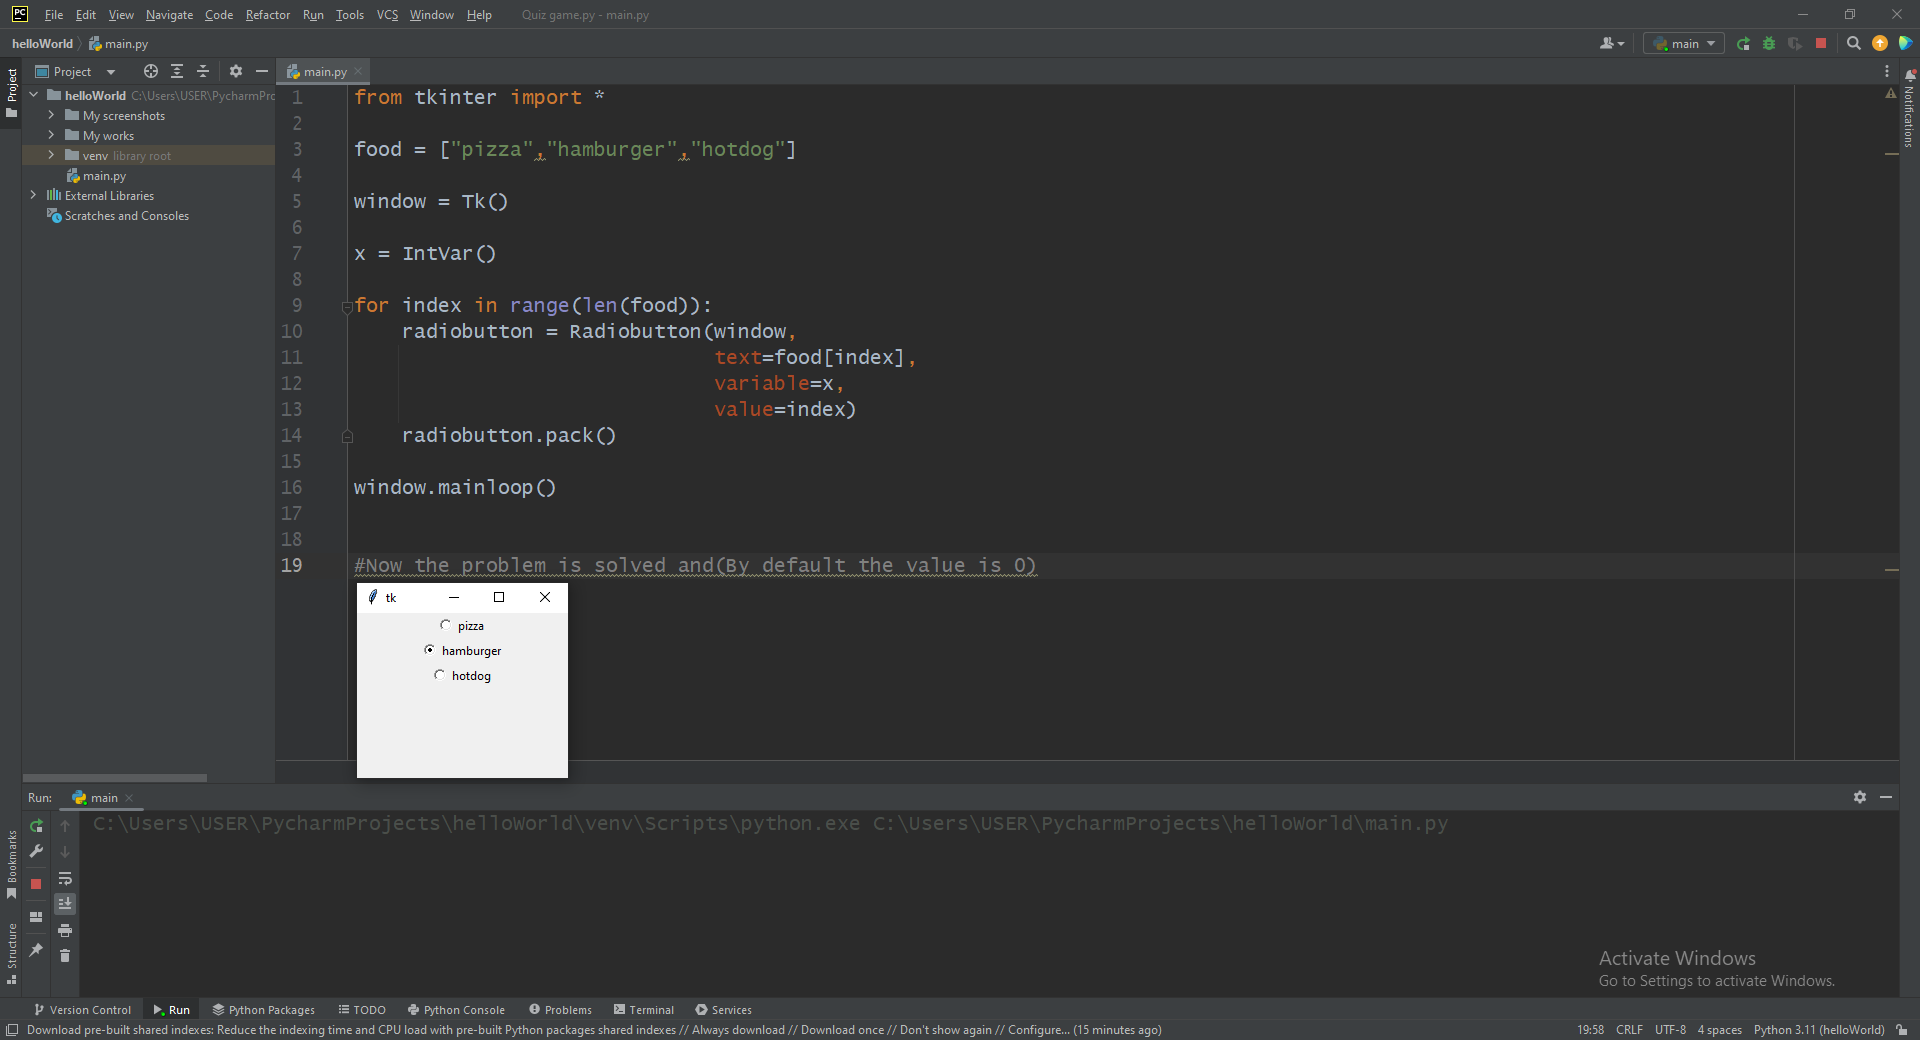 PC File Edit View Navigate Code Refactor Run Tools VCS Window Help Quiz game.py - main.py
helloWorld main.py main
Project
Project main.py
helloWorld C:\Users\USER\PycharmPro
My screenshots
My works
venv library root
main.py
External Libraries
Scratches and Consoles
1 from tkinter import *
2
3 food = ["pizza","hamburger","hotdog"]
4
5 window = Tk()
6
7 x = IntVar()
8
9 for index in range(len(food)):
10 radiobutton = Radiobutton(window,
11 text=food[index],
12 variable=x,
13 value=index)
14 radiobutton.pack()
15
16 window.mainloop()
17
18
19 #Now the problem is solved and(By default the value is 0)
Notifications
tk
pizza
hamburger
hotdog
Run: main
C:\Users\USER\PycharmProjects\helloWorld\venv\Scripts\python.exe C:\Users\USER\PycharmProjects\helloWorld\main.py
Bookmarks
Structure
Activate Windows
Go to Settings to activate Windows.
Version Control Run Python Packages TODO Python Console Problems Terminal Services
Download pre-built shared indexes: Reduce the indexing time and CPU load with pre-built Python packages shared indexes // Always download // Download once // Don't show again // Configure... (15 minutes ago) 19:58 CRLF UTF-8 4 spaces Python 3.11 (helloWorld)